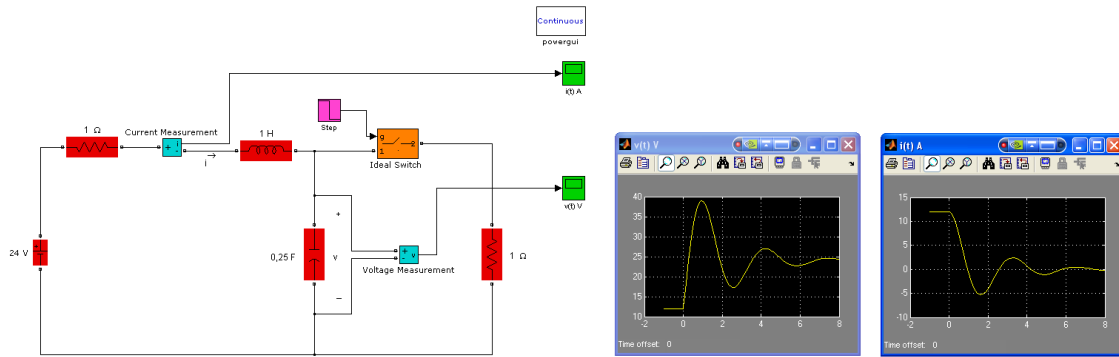 Continuous
powergui
i(t) A
Step
1 Ω
Current Measurement
+ -
i
→
1 H
g
1
2
Ideal Switch
v(t) V
24 V
+
0,25 F
+
v
−
+
-
v
Voltage Measurement
1 Ω
v(t) V
40
35
30
25
20
15
10
-2 0 2 4 6 8
Time offset: 0
i(t) A
15
10
5
0
-5
-10
-2 0 2 4 6 8
Time offset: 0